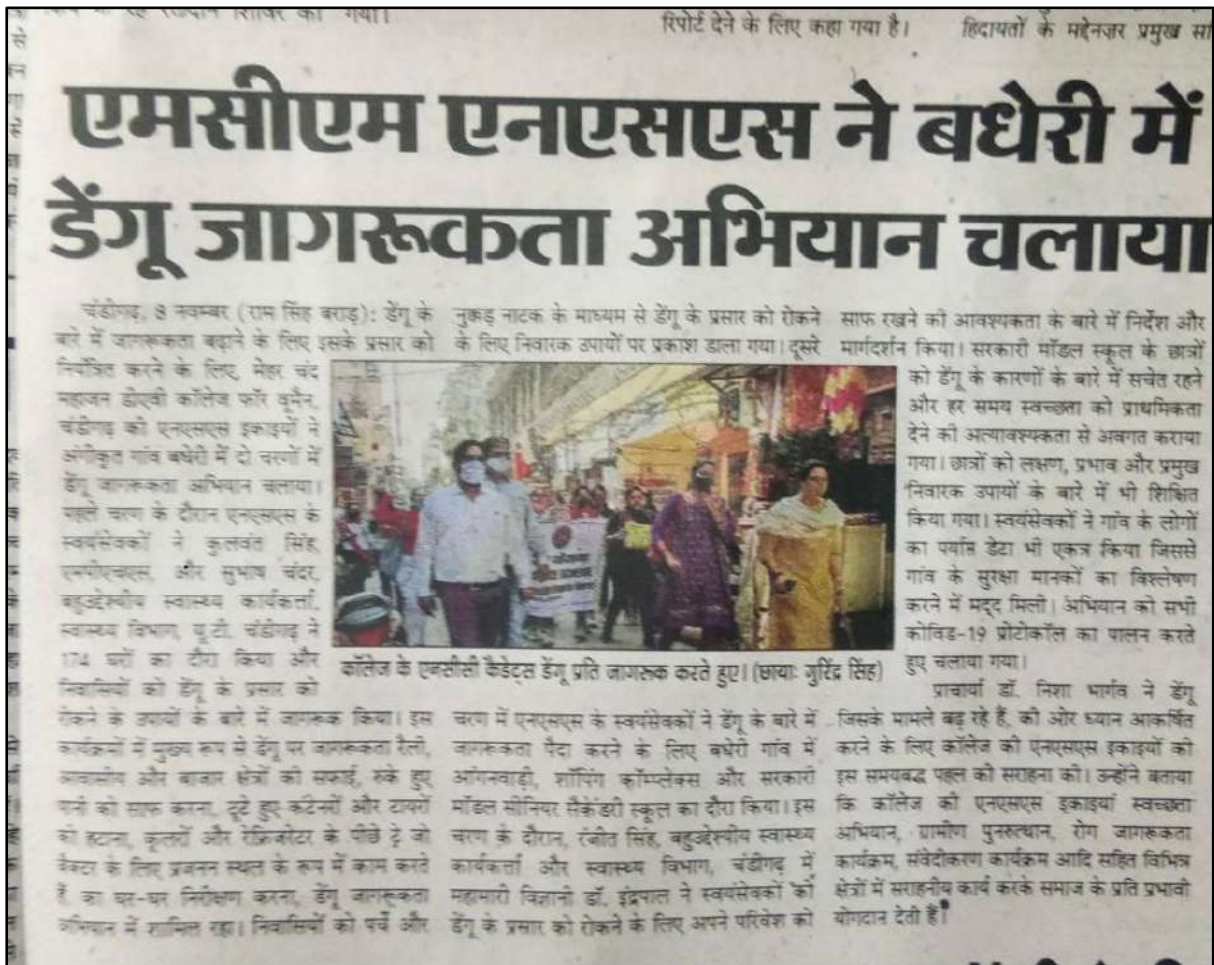 रिपोर्ट देने के लिए कहा गया है।
हिदायतों के मद्देनज़र प्रमुख
एमसीएम एनएसएस ने बधेरी में
डेंगू जागरूकता अभियान चलाया
चंडीगढ़, 8 नवम्बर (राम सिंह बराड़): डेंगू के
बारे में जागरूकता बढ़ाने के लिए इसके प्रसार को
नियंत्रित करने के लिए, मेहर चंद
महाजन डीएवी कॉलेज फॉर वूमैन,
चंडीगढ़ की एनएसएस इकाइयों ने
अंगीकृत गांव बधेरी में दो चरणों में
डेंगू जागरूकता अभियान चलाया।
पहले चरण के दौरान एनएसएस के
स्वयंसेवकों ने कुलवंत सिंह,
एमपीएचएस, और सुभाष चंदर,
बहुउद्देश्यीय स्वास्थ्य कार्यकर्त्ता,
स्वास्थ्य विभाग, यू.टी. चंडीगढ़ ने
174 घरों का दौरा किया और
निवासियों को डेंगू के प्रसार को
रोकने के उपायों के बारे में जागरूक किया। इस
कार्यक्रमों में मुख्य रूप से डेंगू पर जागरूकता रैली,
आवासीय और बाजार क्षेत्रों की सफाई, रुके हुए
पानी को साफ करना, टूटे हुए कंटेनरों और टायरों
को हटाना, कूलरों और रेफ्रिजरेटर के पीछे ट्रे जो
वैक्टर के लिए प्रजनन स्थल के रूप में काम करते
हैं, का घर-घर निरीक्षण करना, डेंगू जागरूकता
अभियान में शामिल रहा। निवासियों को पर्चे और
नुकड़ नाटक के माध्यम से डेंगू के प्रसार को रोकने
के लिए निवारक उपायों पर प्रकाश डाला गया। दूसरे
कॉलेज के एनसीसी कैडेट्स डेंगू प्रति जागरुक करते हुए। (छाया: गुरिंद्र सिंह)
चरण में एनएसएस के स्वयंसेवकों ने डेंगू के बारे में
जागरूकता पैदा करने के लिए बधेरी गांव में
आंगनवाड़ी, शॉपिंग कॉम्प्लेक्स और सरकारी
मॉडल सीनियर सैकेंडरी स्कूल का दौरा किया। इस
चरण के दौरान, रंजीत सिंह, बहुउद्देश्यीय स्वास्थ्य
कार्यकर्त्ता और स्वास्थ्य विभाग, चंडीगढ़ में
महामारी विज्ञानी डॉ. इंद्रपाल ने स्वयंसेवकों को
डेंगू के प्रसार को रोकने के लिए अपने परिवेश को
साफ रखने की आवश्यकता के बारे में निर्देश और
मार्गदर्शन किया। सरकारी मॉडल स्कूल के छात्रों
को डेंगू के कारणों के बारे में सचेत रहने
और हर समय स्वच्छता को प्राथमिकता
देने की अत्यावश्यकता से अवगत कराया
गया। छात्रों को लक्षण, प्रभाव और प्रमुख
निवारक उपायों के बारे में भी शिक्षित
किया गया। स्वयंसेवकों ने गांव के लोगों
का पर्याप्त डेटा भी एकत्र किया जिससे
गांव के सुरक्षा मानकों का विश्लेषण
करने में मदद मिली। अभियान को सभी
कोविड-19 प्रोटोकॉल का पालन करते
हुए चलाया गया।
प्राचार्या डॉ. निशा भार्गव ने डेंगू
जिसके मामले बढ़ रहे हैं, की ओर ध्यान आकर्षित
करने के लिए कॉलेज की एनएसएस इकाइयों की
इस समयबद्ध पहल की सराहना की। उन्होंने बताया
कि कॉलेज की एनएसएस इकाइयां स्वच्छता
अभियान, ग्रामीण पुनरुत्थान, रोग जागरूकता
कार्यक्रम, संवेदीकरण कार्यक्रम आदि सहित विभिन्न
क्षेत्रों में सराहनीय कार्य करके समाज के प्रति प्रभावी
योगदान देती हैं।